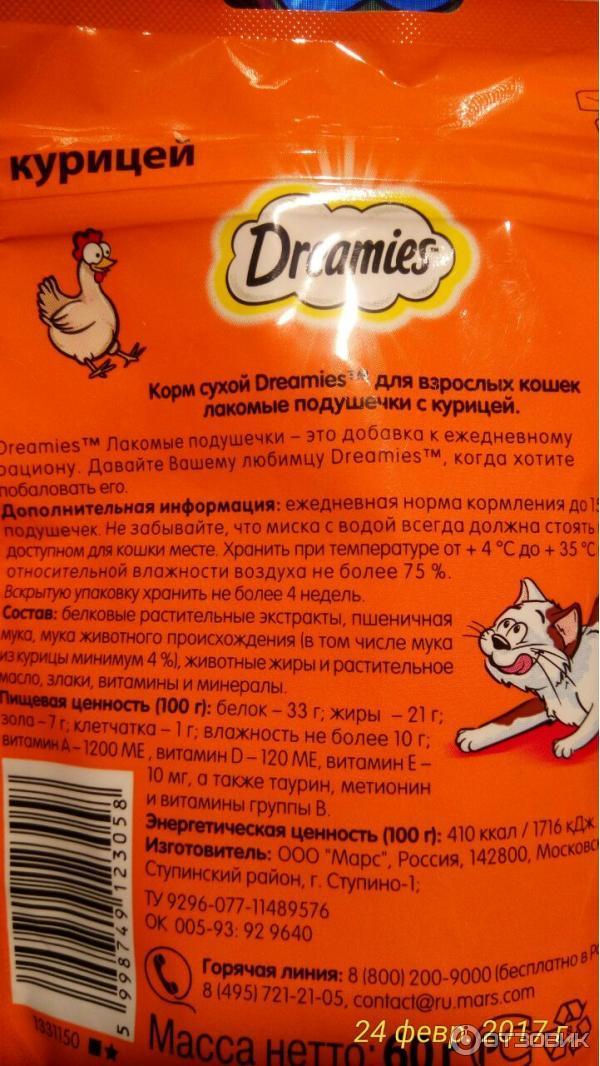 курицей
Dreamies™
Корм сухой Dreamies™ для взрослых кошек
лакомые подушечки с курицей.
Dreamies™ Лакомые подушечки – это добавка к ежедневному
рациону. Давайте Вашему любимцу Dreamies™, когда хотите
побаловать его.
Дополнительная информация: ежедневная норма кормления до 15
подушечек. Не забывайте, что миска с водой всегда должна стоять
доступном для кошки месте. Хранить при температуре от + 4 °C до + 35 °C
относительной влажности воздуха не более 75 %.
Вскрытую упаковку хранить не более 4 недель.
Состав: белковые растительные экстракты, пшеничная
мука, мука животного происхождения (в том числе мука
из курицы минимум 4 %), животные жиры и растительное
масло, злаки, витамины и минералы.
Пищевая ценность (100 г): белок – 33 г; жиры – 21 г;
зола – 7 г; клетчатка – 1 г; влажность не более 10 г;
витамин А – 1200 МЕ, витамин D – 120 МЕ, витамин Е –
10 мг, а также таурин, метионин
и витамины группы В.
Энергетическая ценность (100 г): 410 ккал / 1716 кДж
Изготовитель: ООО "Марс", Россия, 142800, Московс
Ступинский район, г. Ступино-1;
ТУ 9296-077-11489576
ОК 005-93: 92 9640
Горячая линия: 8 (800) 200-9000 (бесплатно в Р
8 (495) 721-21-05, contact@ru.mars.com
5 998749 123058
1331150
Масса нетто: 60 г
24 февр. 2017 г.
ОТЗОВИК